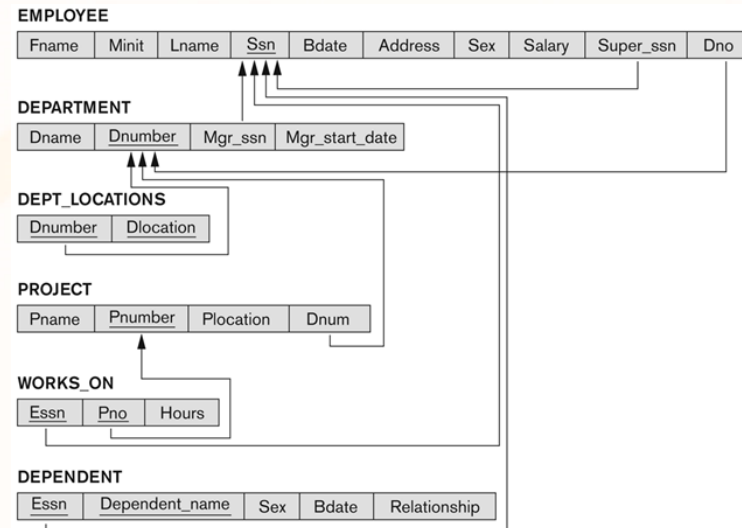 EMPLOYEE
Fname Minit Lname Ssn Bdate Address Sex Salary Super_ssn Dno
DEPARTMENT
Dname Dnumber Mgr_ssn Mgr_start_date
DEPT_LOCATIONS
Dnumber Dlocation
PROJECT
Pname Pnumber Plocation Dnum
WORKS_ON
Essn Pno Hours
DEPENDENT
Essn Dependent_name Sex Bdate Relationship